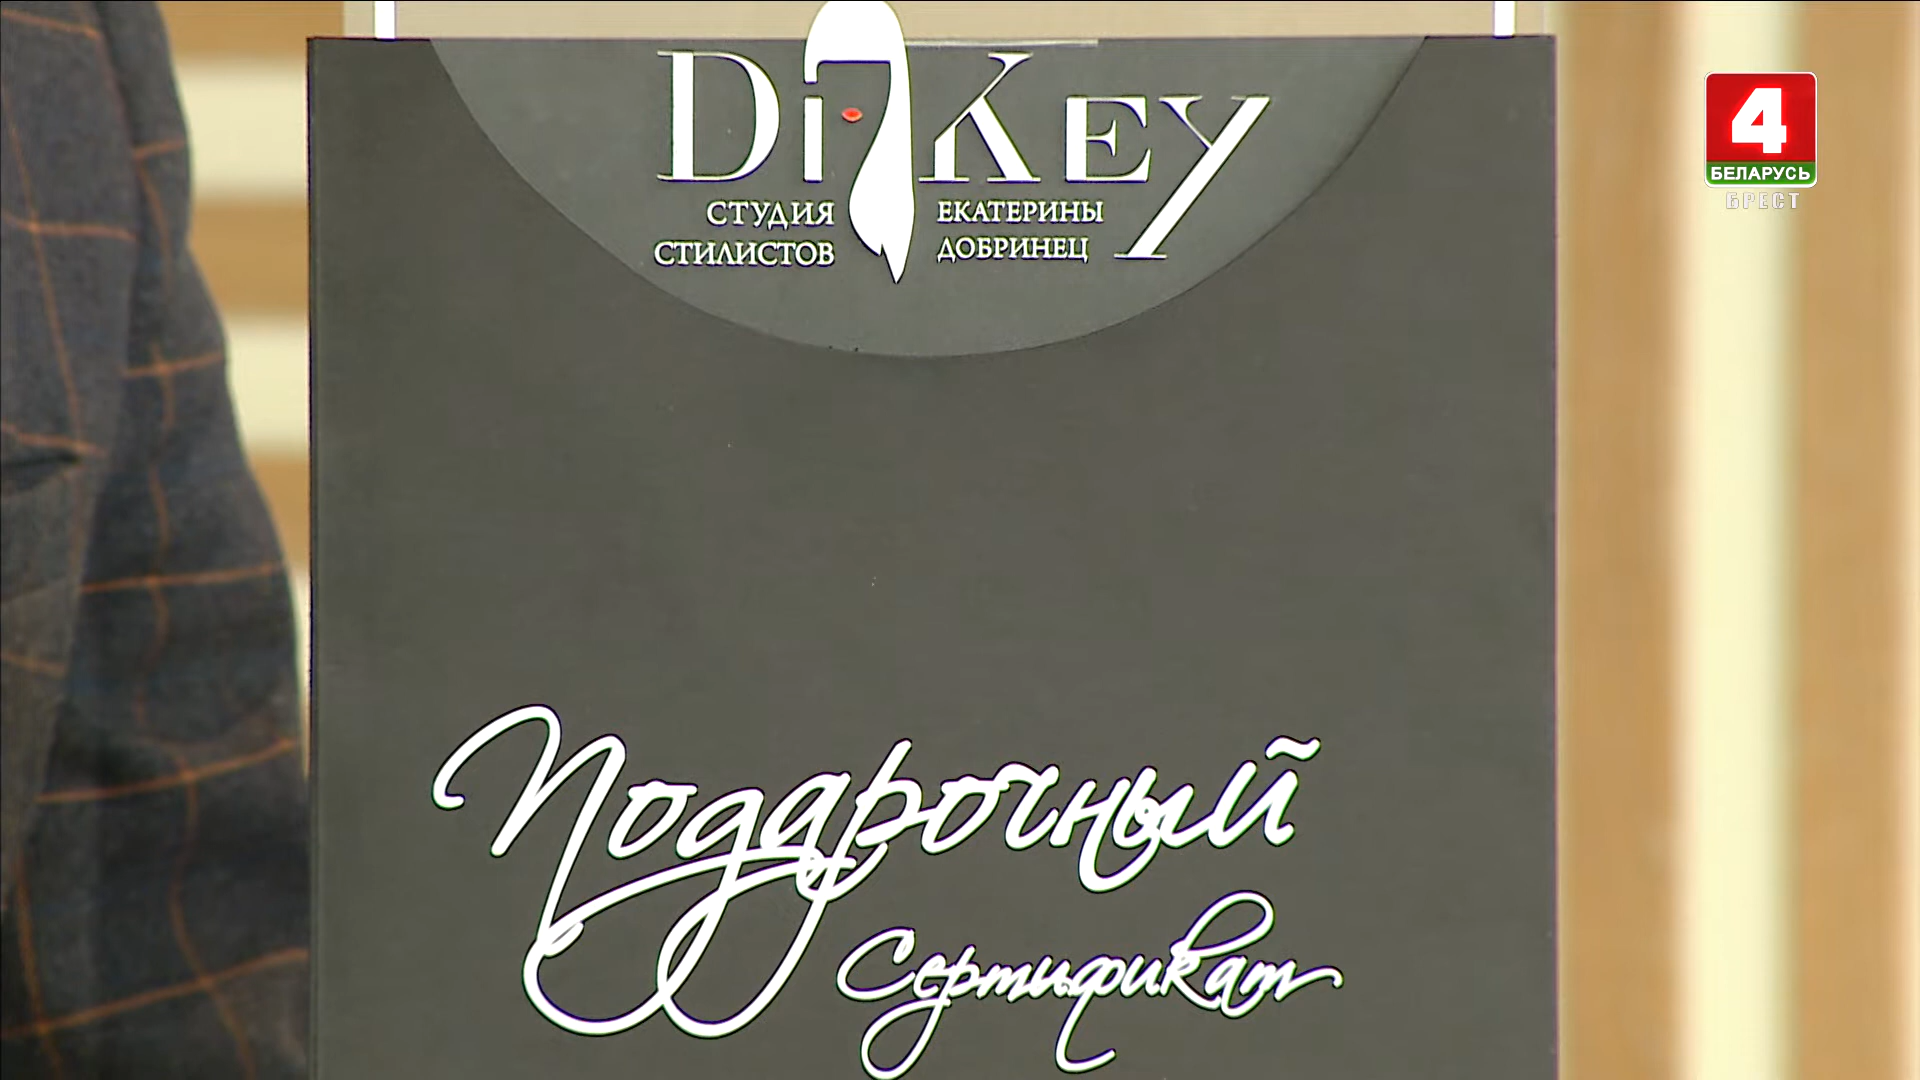 DiKey
СТУДИЯ
СТИЛИСТОВ
ЕКАТЕРИНЫ
ДОБРИНЕЦ
Подарочный
Сертификат
4
БЕЛАРУСЬ
БРЕСТ